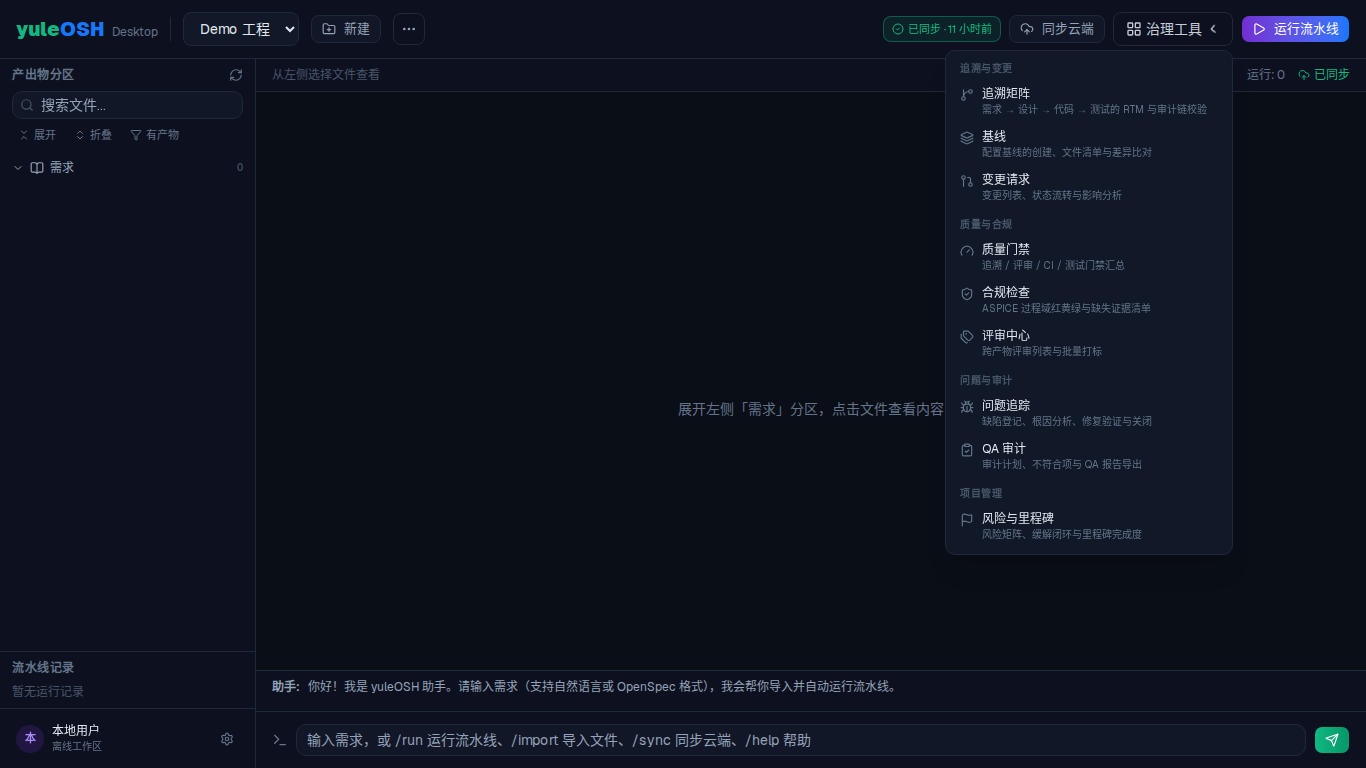 yuleOSH Desktop
Demo 工程
新建
已同步 · 11 小时前
同步云端
治理工具
运行流水线
产出物分区
搜索文件...
展开
折叠
有产物
需求
0
从左侧选择文件查看
运行: 0
已同步
展开左侧「需求」分区，点击文件查看内容
追溯与变更
追溯矩阵
需求 → 设计 → 代码 → 测试的 RTM 与审计链校验
基线
配置基线的创建、文件清单与差异比对
变更请求
变更列表、状态流转与影响分析
质量与合规
质量门禁
追溯 / 评审 / CI / 测试门禁汇总
合规检查
ASPICE 过程域红黄绿与缺失证据清单
评审中心
跨产物评审列表与批量打标
问题与审计
问题追踪
缺陷登记、根因分析、修复验证与关闭
QA 审计
审计计划、不符合项与 QA 报告导出
项目管理
风险与里程碑
风险矩阵、缓解闭环与里程碑完成度
流水线记录
暂无运行记录
本
本地用户
离线工作区
助手: 你好！我是 yuleOSH 助手。请输入需求（支持自然语言或 OpenSpec 格式），我会帮你导入并自动运行流水线。
输入需求，或 /run 运行流水线、/import 导入文件、/sync 同步云端、/help 帮助